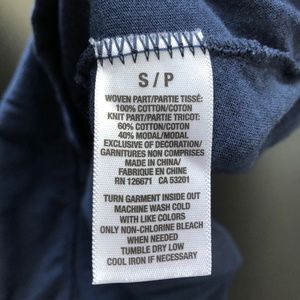 S / P
WOVEN PART/PARTIE TISSÉ:
100% COTTON/COTON
KNIT PART/PARTIE TRICOT:
60% COTTON/COTON
40% MODAL/MODAL
EXCLUSIVE OF DECORATION/
GARNITURES NON COMPRISES
MADE IN CHINA/
FABRIQUE EN CHINE
RN 126671 CA 53201
TURN GARMENT INSIDE OUT
MACHINE WASH COLD
WITH LIKE COLORS
ONLY NON-CHLORINE BLEACH
WHEN NEEDED
TUMBLE DRY LOW
COOL IRON IF NECESSARY